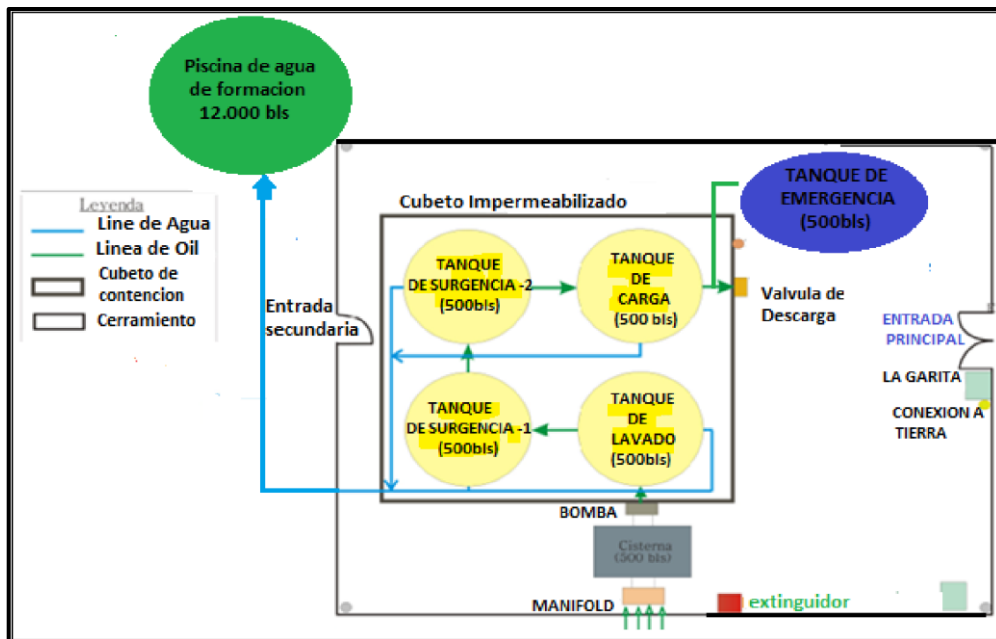 Piscina de agua
de formacion
12.000 bls
Leyenda
Line de Agua
Linea de Oil
Cubeto de
contencion
Cerramiento
Cubeto Impermeabilizado
TANQUE DE
EMERGENCIA
(500bls)
TANQUE
DE SURGENCIA -2
(500bls)
TANQUE
DE
CARGA
(500 bls)
Valvula de
Descarga
Entrada
secundaria
ENTRADA
PRINCIPAL
LA GARITA
CONEXION A
TIERRA
TANQUE
DE SURGENCIA -1
(500bls)
TANQUE
DE
LAVADO
(500bls)
BOMBA
Cisterna
(500 bls)
MANIFOLD
extinguidor